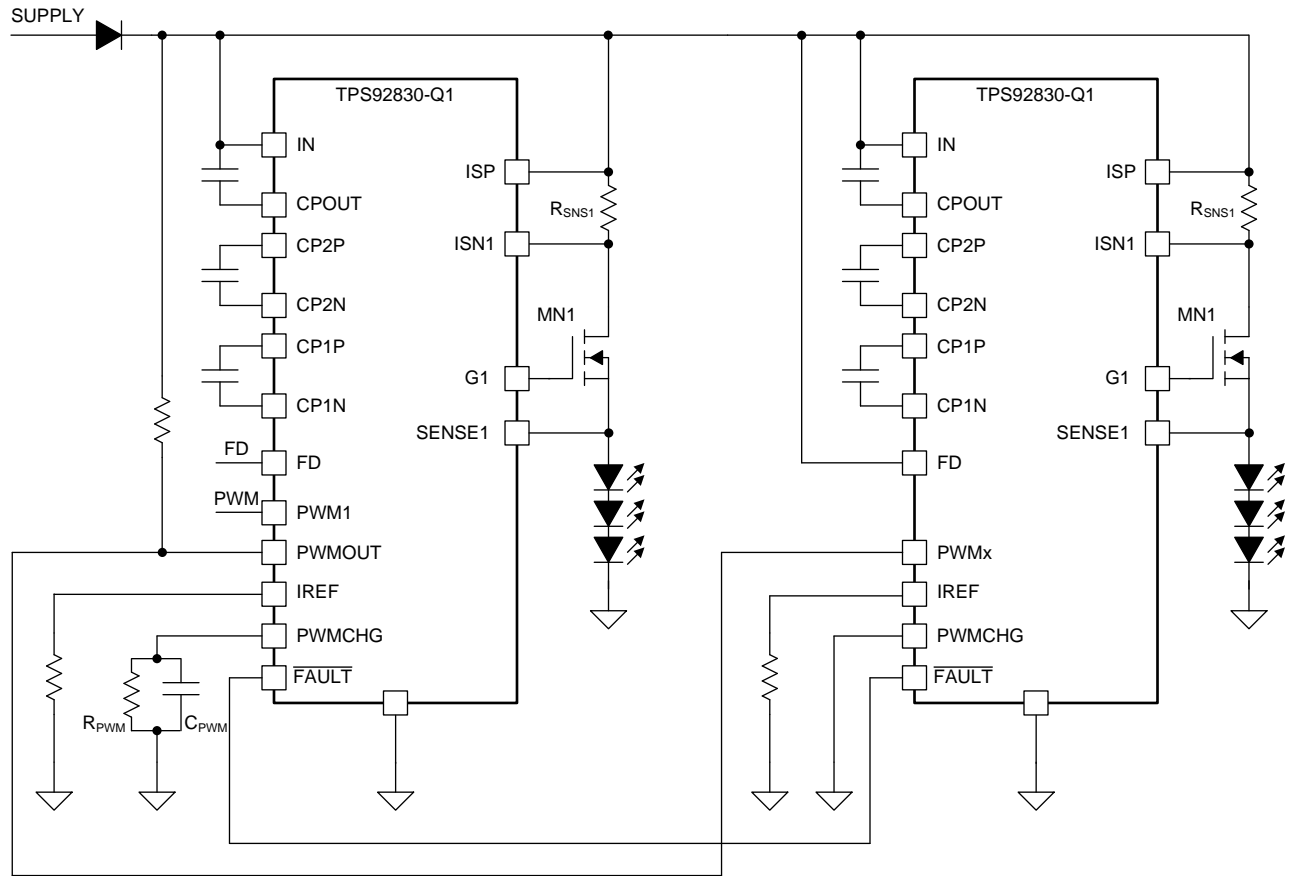 SUPPLY
TPS92830-Q1
IN
CPOUT
CP2P
CP2N
CP1P
CP1N
FD
FD
PWM
PWM1
PWMOUT
IREF
PWMCHG
FAULT
ISP
RSNS1
ISN1
MN1
G1
SENSE1
RPWM
CPWM
TPS92830-Q1
IN
CPOUT
CP2P
CP2N
CP1P
CP1N
FD
PWMx
IREF
PWMCHG
FAULT
ISP
RSNS1
ISN1
MN1
G1
SENSE1